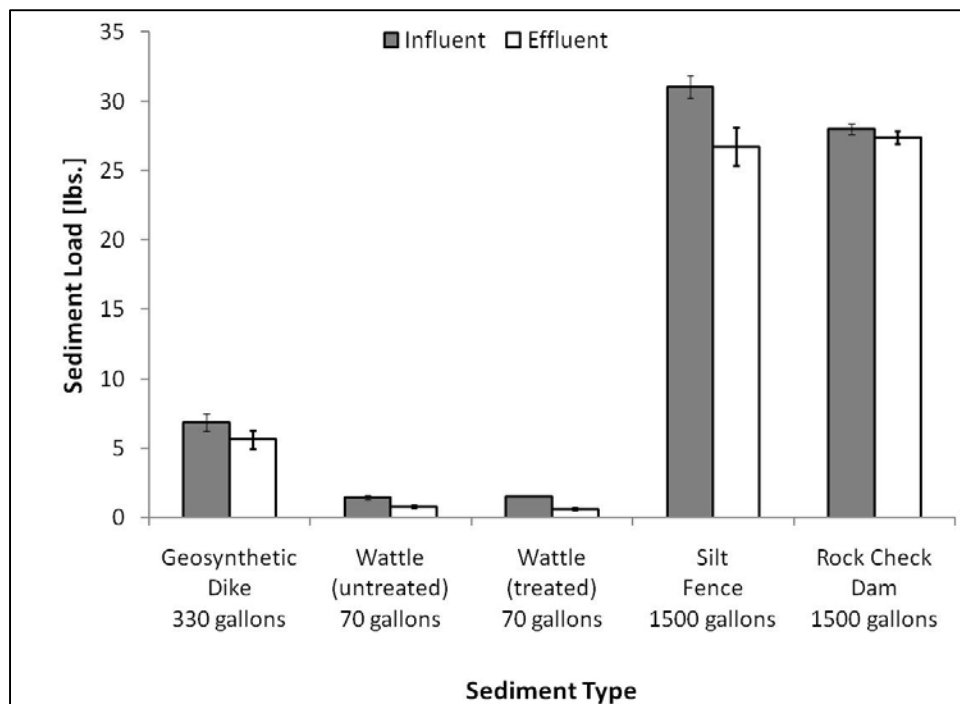 35
30
25
20
15
10
5
0
Sediment Load [lbs.]
Influent Effluent
Geosynthetic
Dike
330 gallons
Wattle
(untreated)
70 gallons
Wattle
(treated)
70 gallons
Silt
Fence
1500 gallons
Rock Check
Dam
1500 gallons
Sediment Type